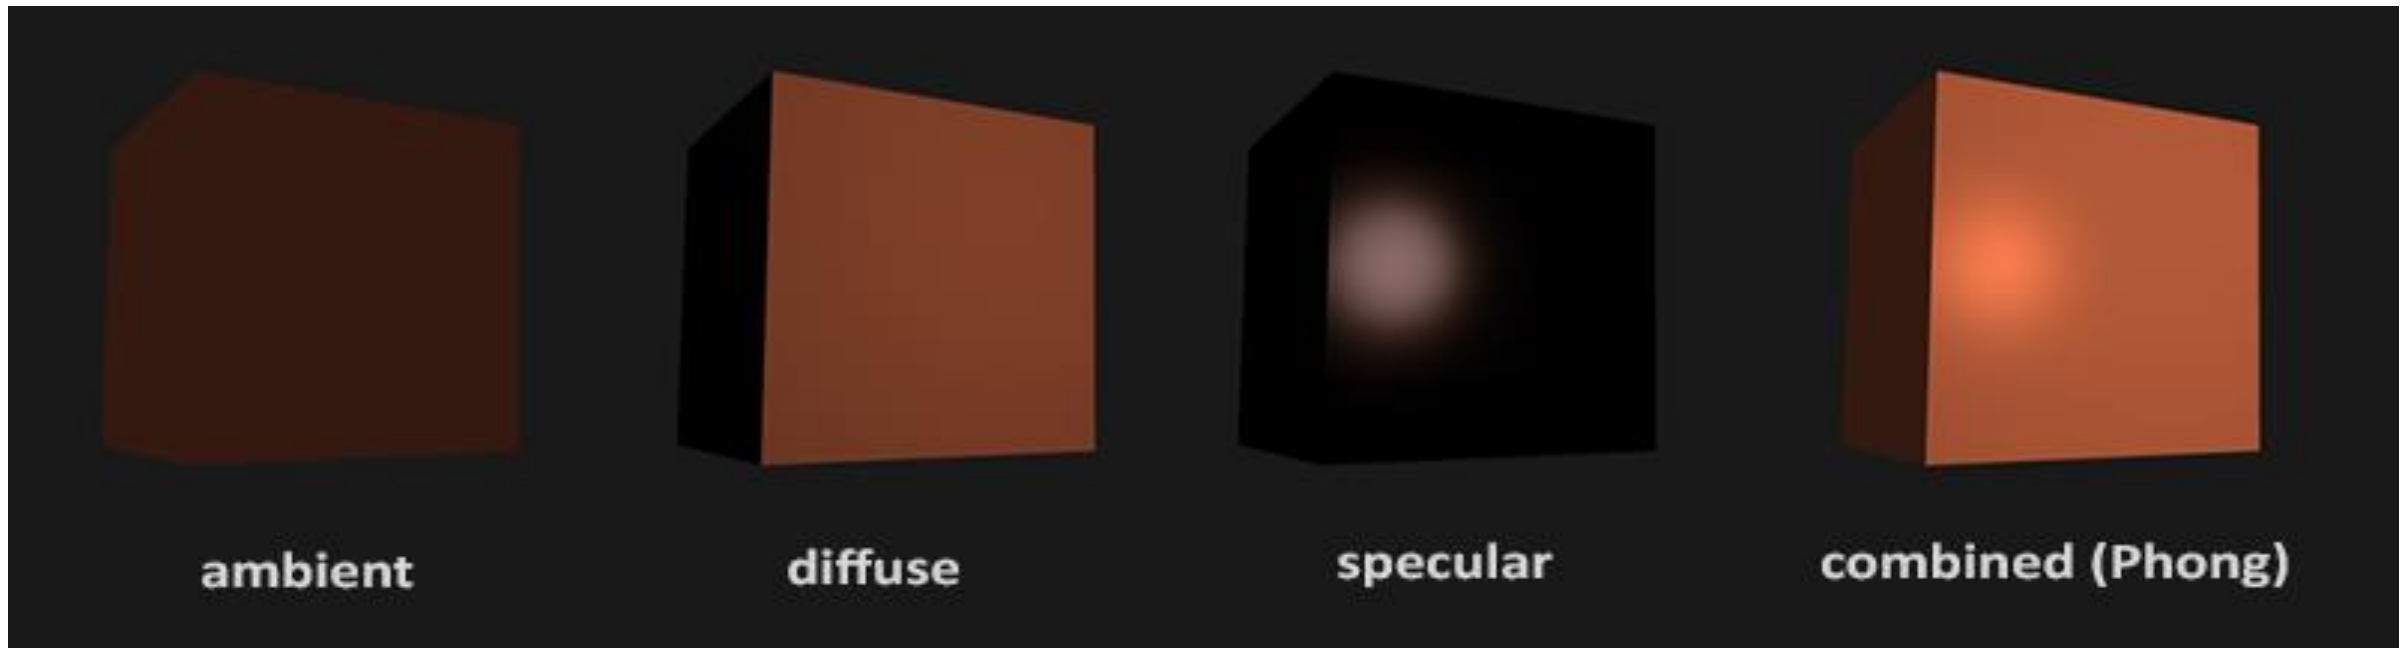 ambient
diffuse
specular
combined (Phong)